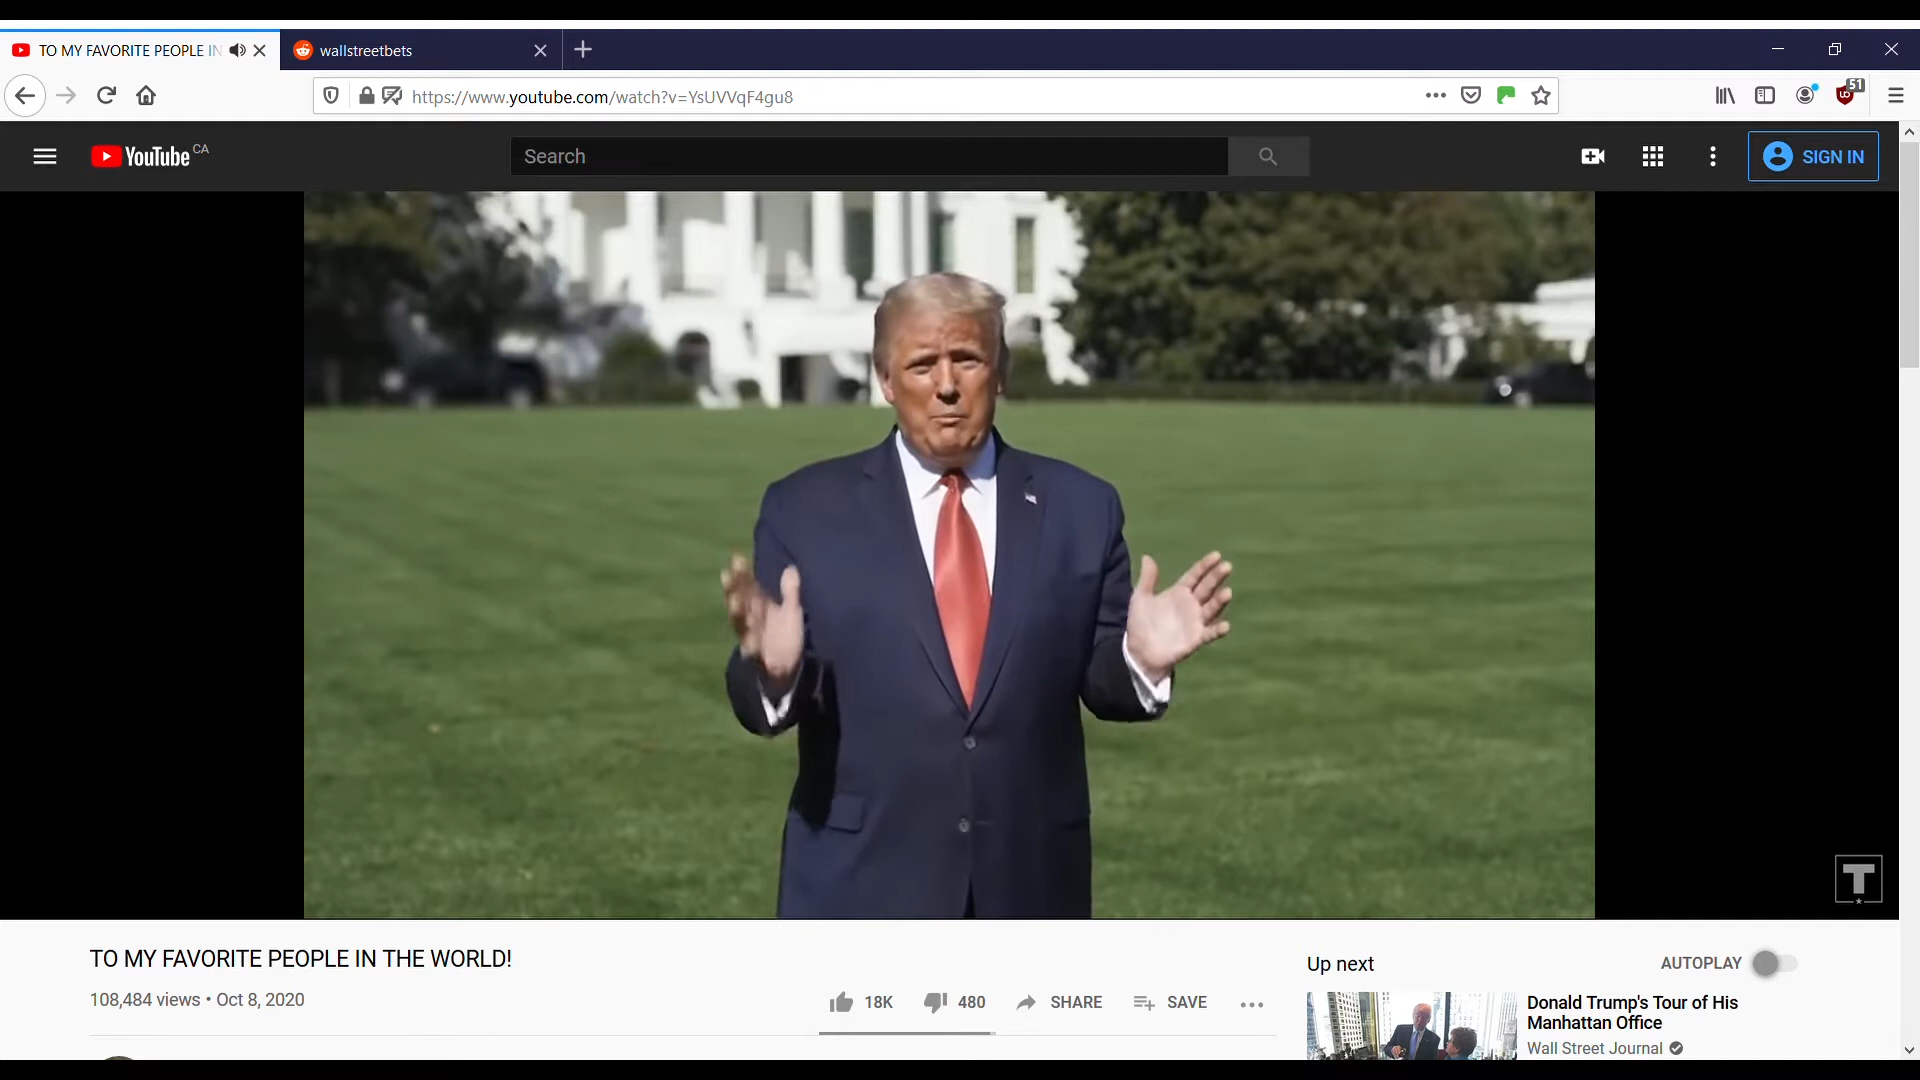 TO MY FAVORITE PEOPLE IN
wallstreetbets
https://www.youtube.com/watch?v=YsUVVqF4gu8
51
YouTube CA
Search
SIGN IN
T
TO MY FAVORITE PEOPLE IN THE WORLD!
108,484 views • Oct 8, 2020
18K
480
SHARE
SAVE
Up next
AUTOPLAY
Donald Trump's Tour of His
Manhattan Office
Wall Street Journal